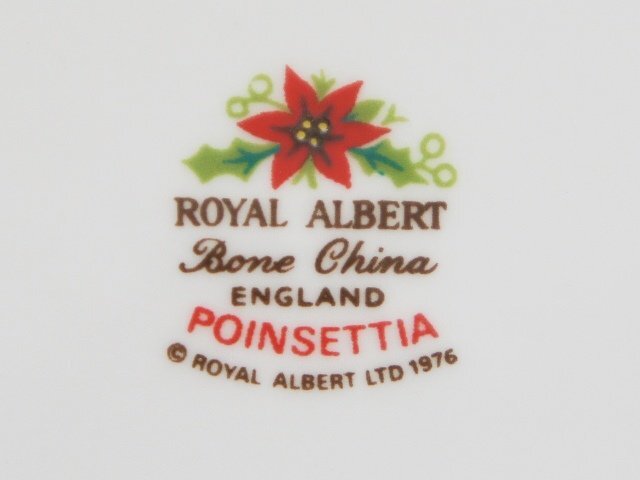 ROYAL ALBERT
Bone China
ENGLAND
POINSETTIA
© ROYAL ALBERT LTD 1976